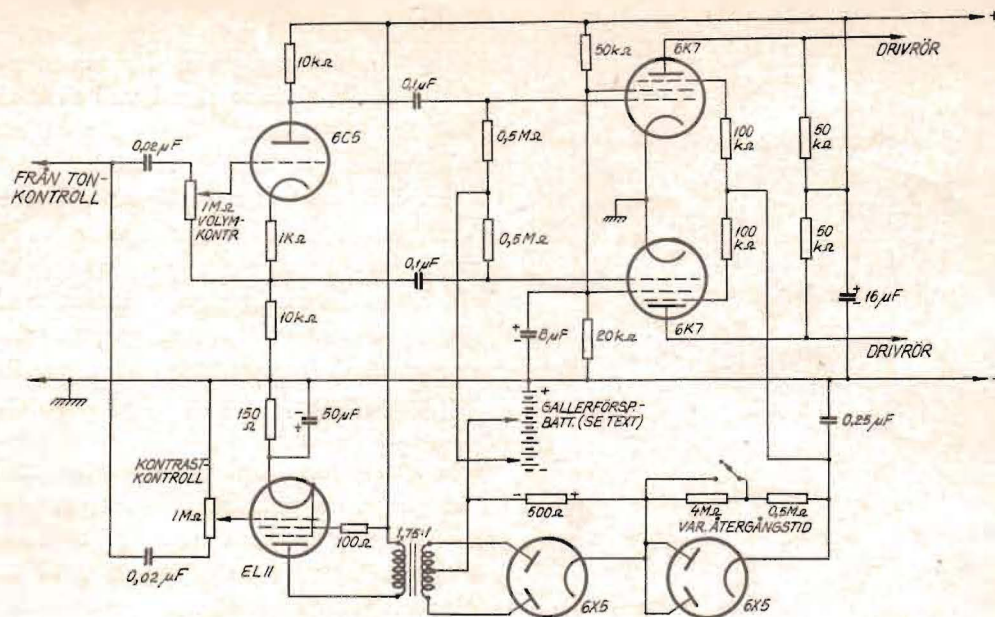 +
10kΩ
50kΩ
6K7
DRIVRÖR
0,1µF
6C5
0,02µF
0,5MΩ
100
kΩ
50
kΩ
FRÅN TON-
KONTROLL
1MΩ
VOLYM-
KONTR
1KΩ
0,5MΩ
100
kΩ
50
kΩ
0,1µF
10kΩ
+
-
8µF
20kΩ
6K7
+
-
16µF
DRIVRÖR
-
150
Ω
-
+
50µF
+
GALLERFÖRSP.-
BATT. (SE TEXT)
-
0,25µF
KONTRAST-
KONTROLL
1MΩ
100Ω
1,75:1
-
+
500Ω
4MΩ
0,5MΩ
VAR. ÅTERGÅNGSTID
0,02µF
EL11
6X5
6X5